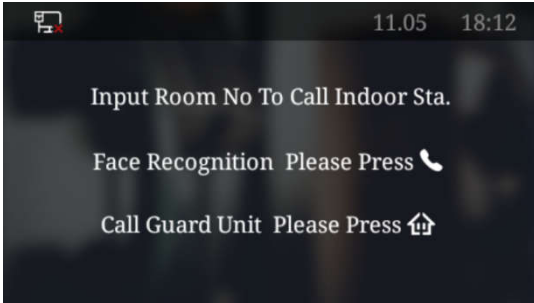 11.05 18:12
Input Room No To Call Indoor Sta.
Face Recognition Please Press
Call Guard Unit Please Press